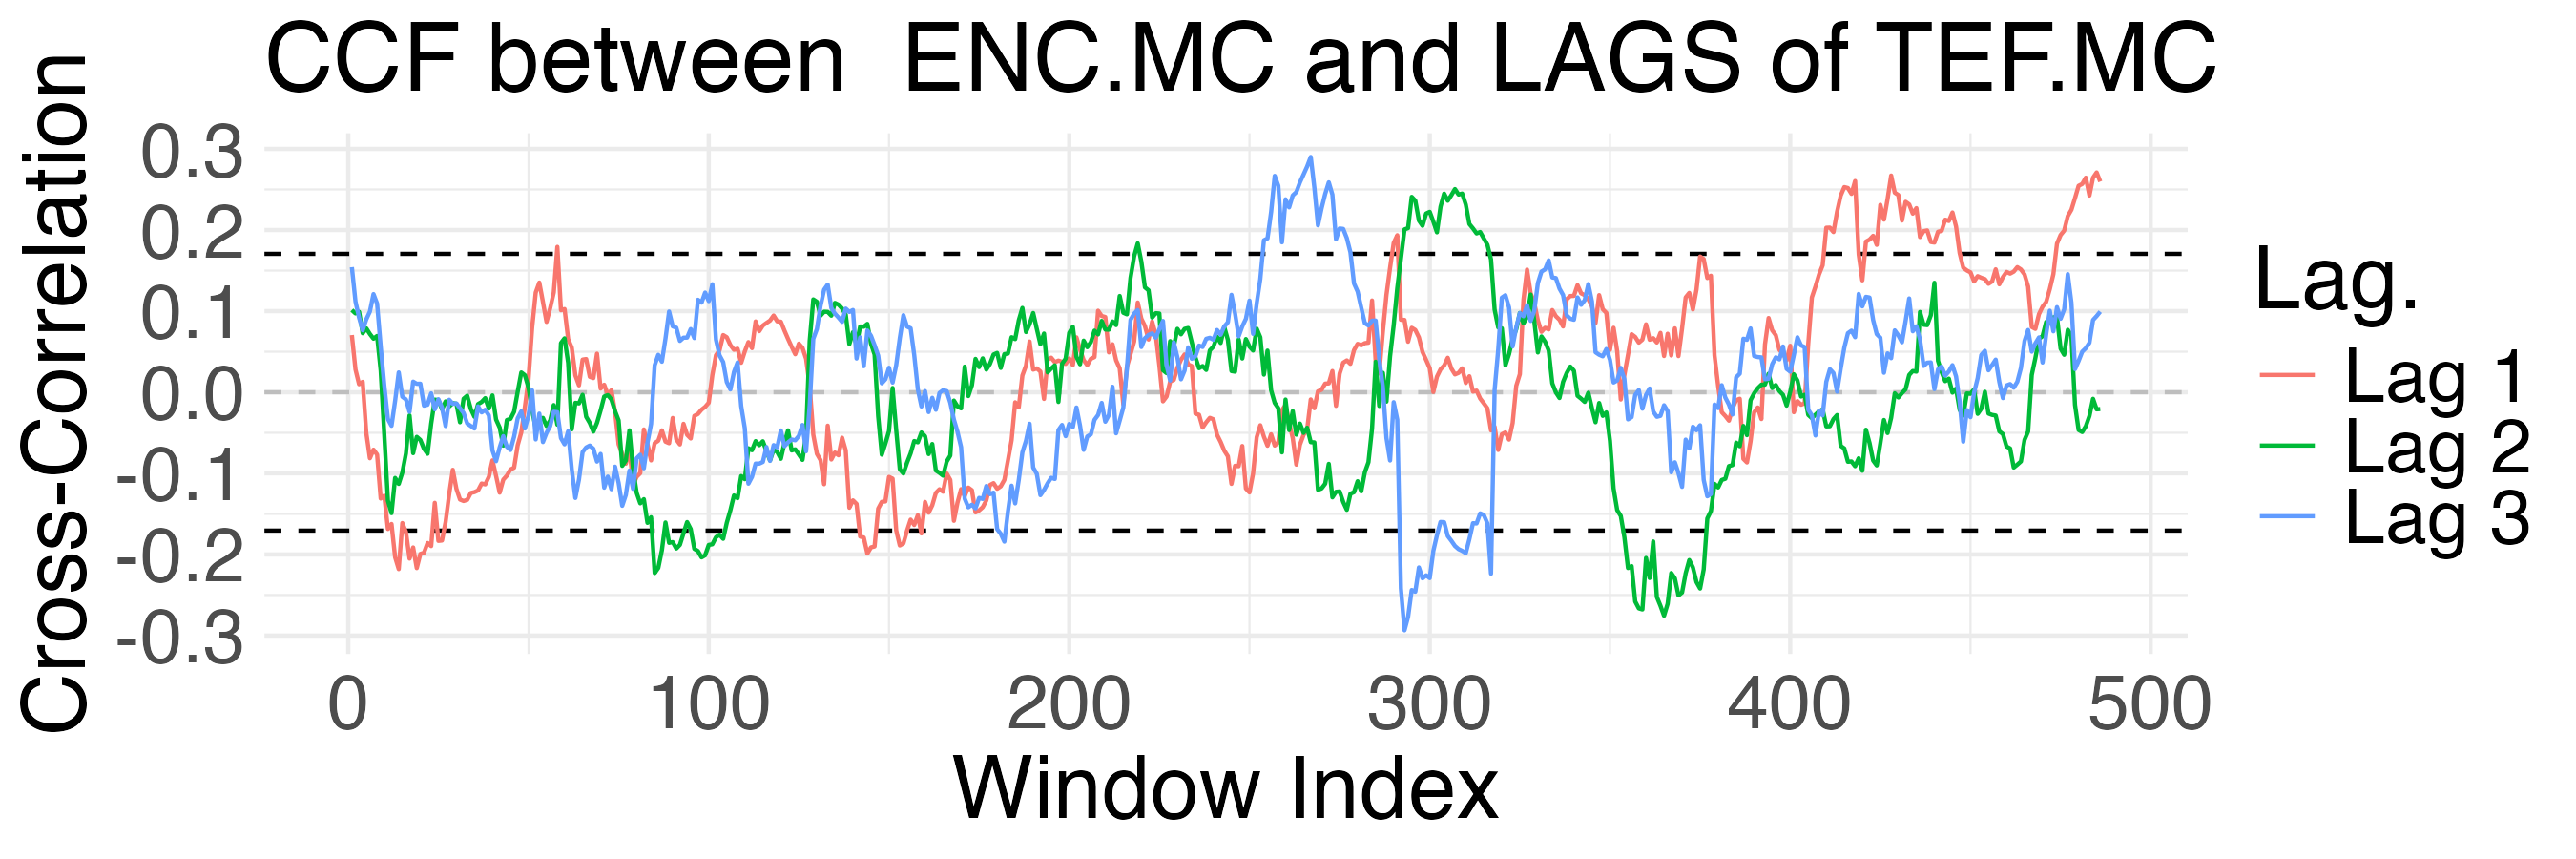 CCF between  ENC.MC and LAGS of TEF.MC
Cross-Correlation
0.3
0.2
0.1
0.0
-0.1
-0.2
-0.3
0 100 200 300 400 500
Window Index
Lag.
Lag 1
Lag 2
Lag 3